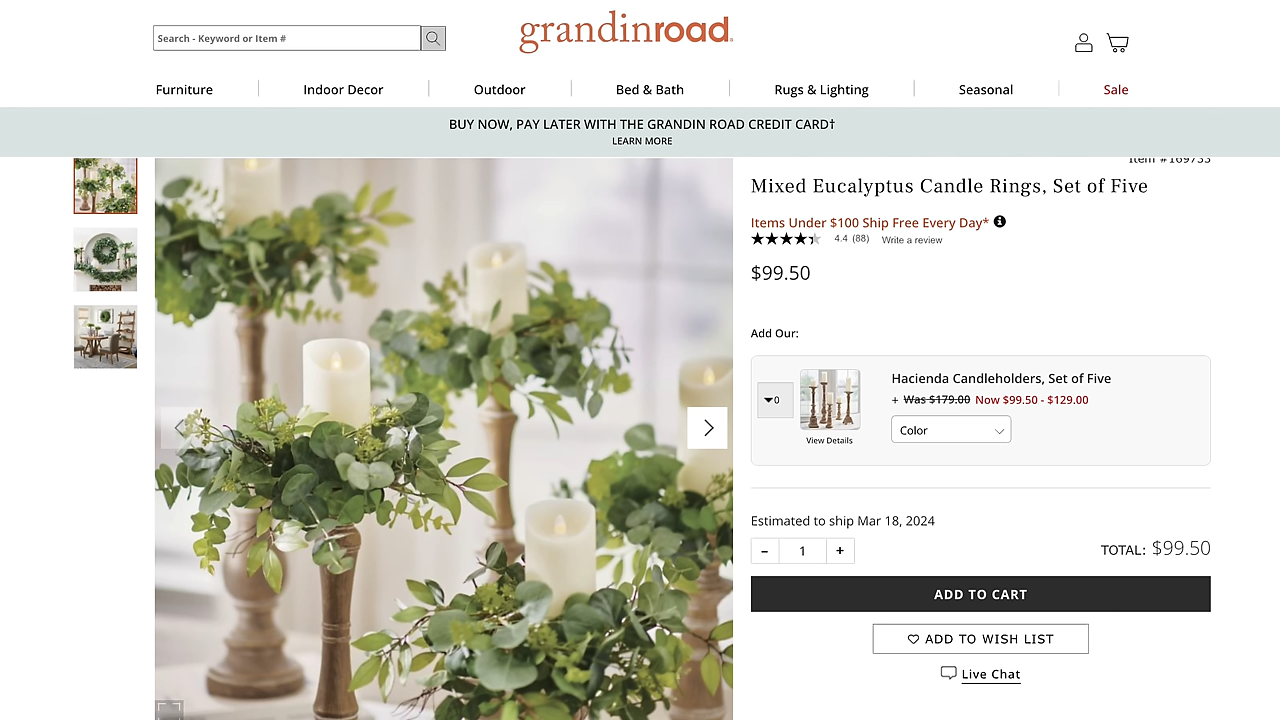 Search - Keyword or Item #
grandinroad
Furniture
Indoor Decor
Outdoor
Bed & Bath
Rugs & Lighting
Seasonal
Sale
BUY NOW, PAY LATER WITH THE GRANDIN ROAD CREDIT CARD†
LEARN MORE
Item #169733
Mixed Eucalyptus Candle Rings, Set of Five
Items Under $100 Ship Free Every Day*
4.4 (88) Write a review
$99.50
Add Our:
Hacienda Candleholders, Set of Five
0
+ Was $179.00 Now $99.50 - $129.00
Color
View Details
Estimated to ship Mar 18, 2024
- 1 +
TOTAL: $99.50
ADD TO CART
ADD TO WISH LIST
Live Chat